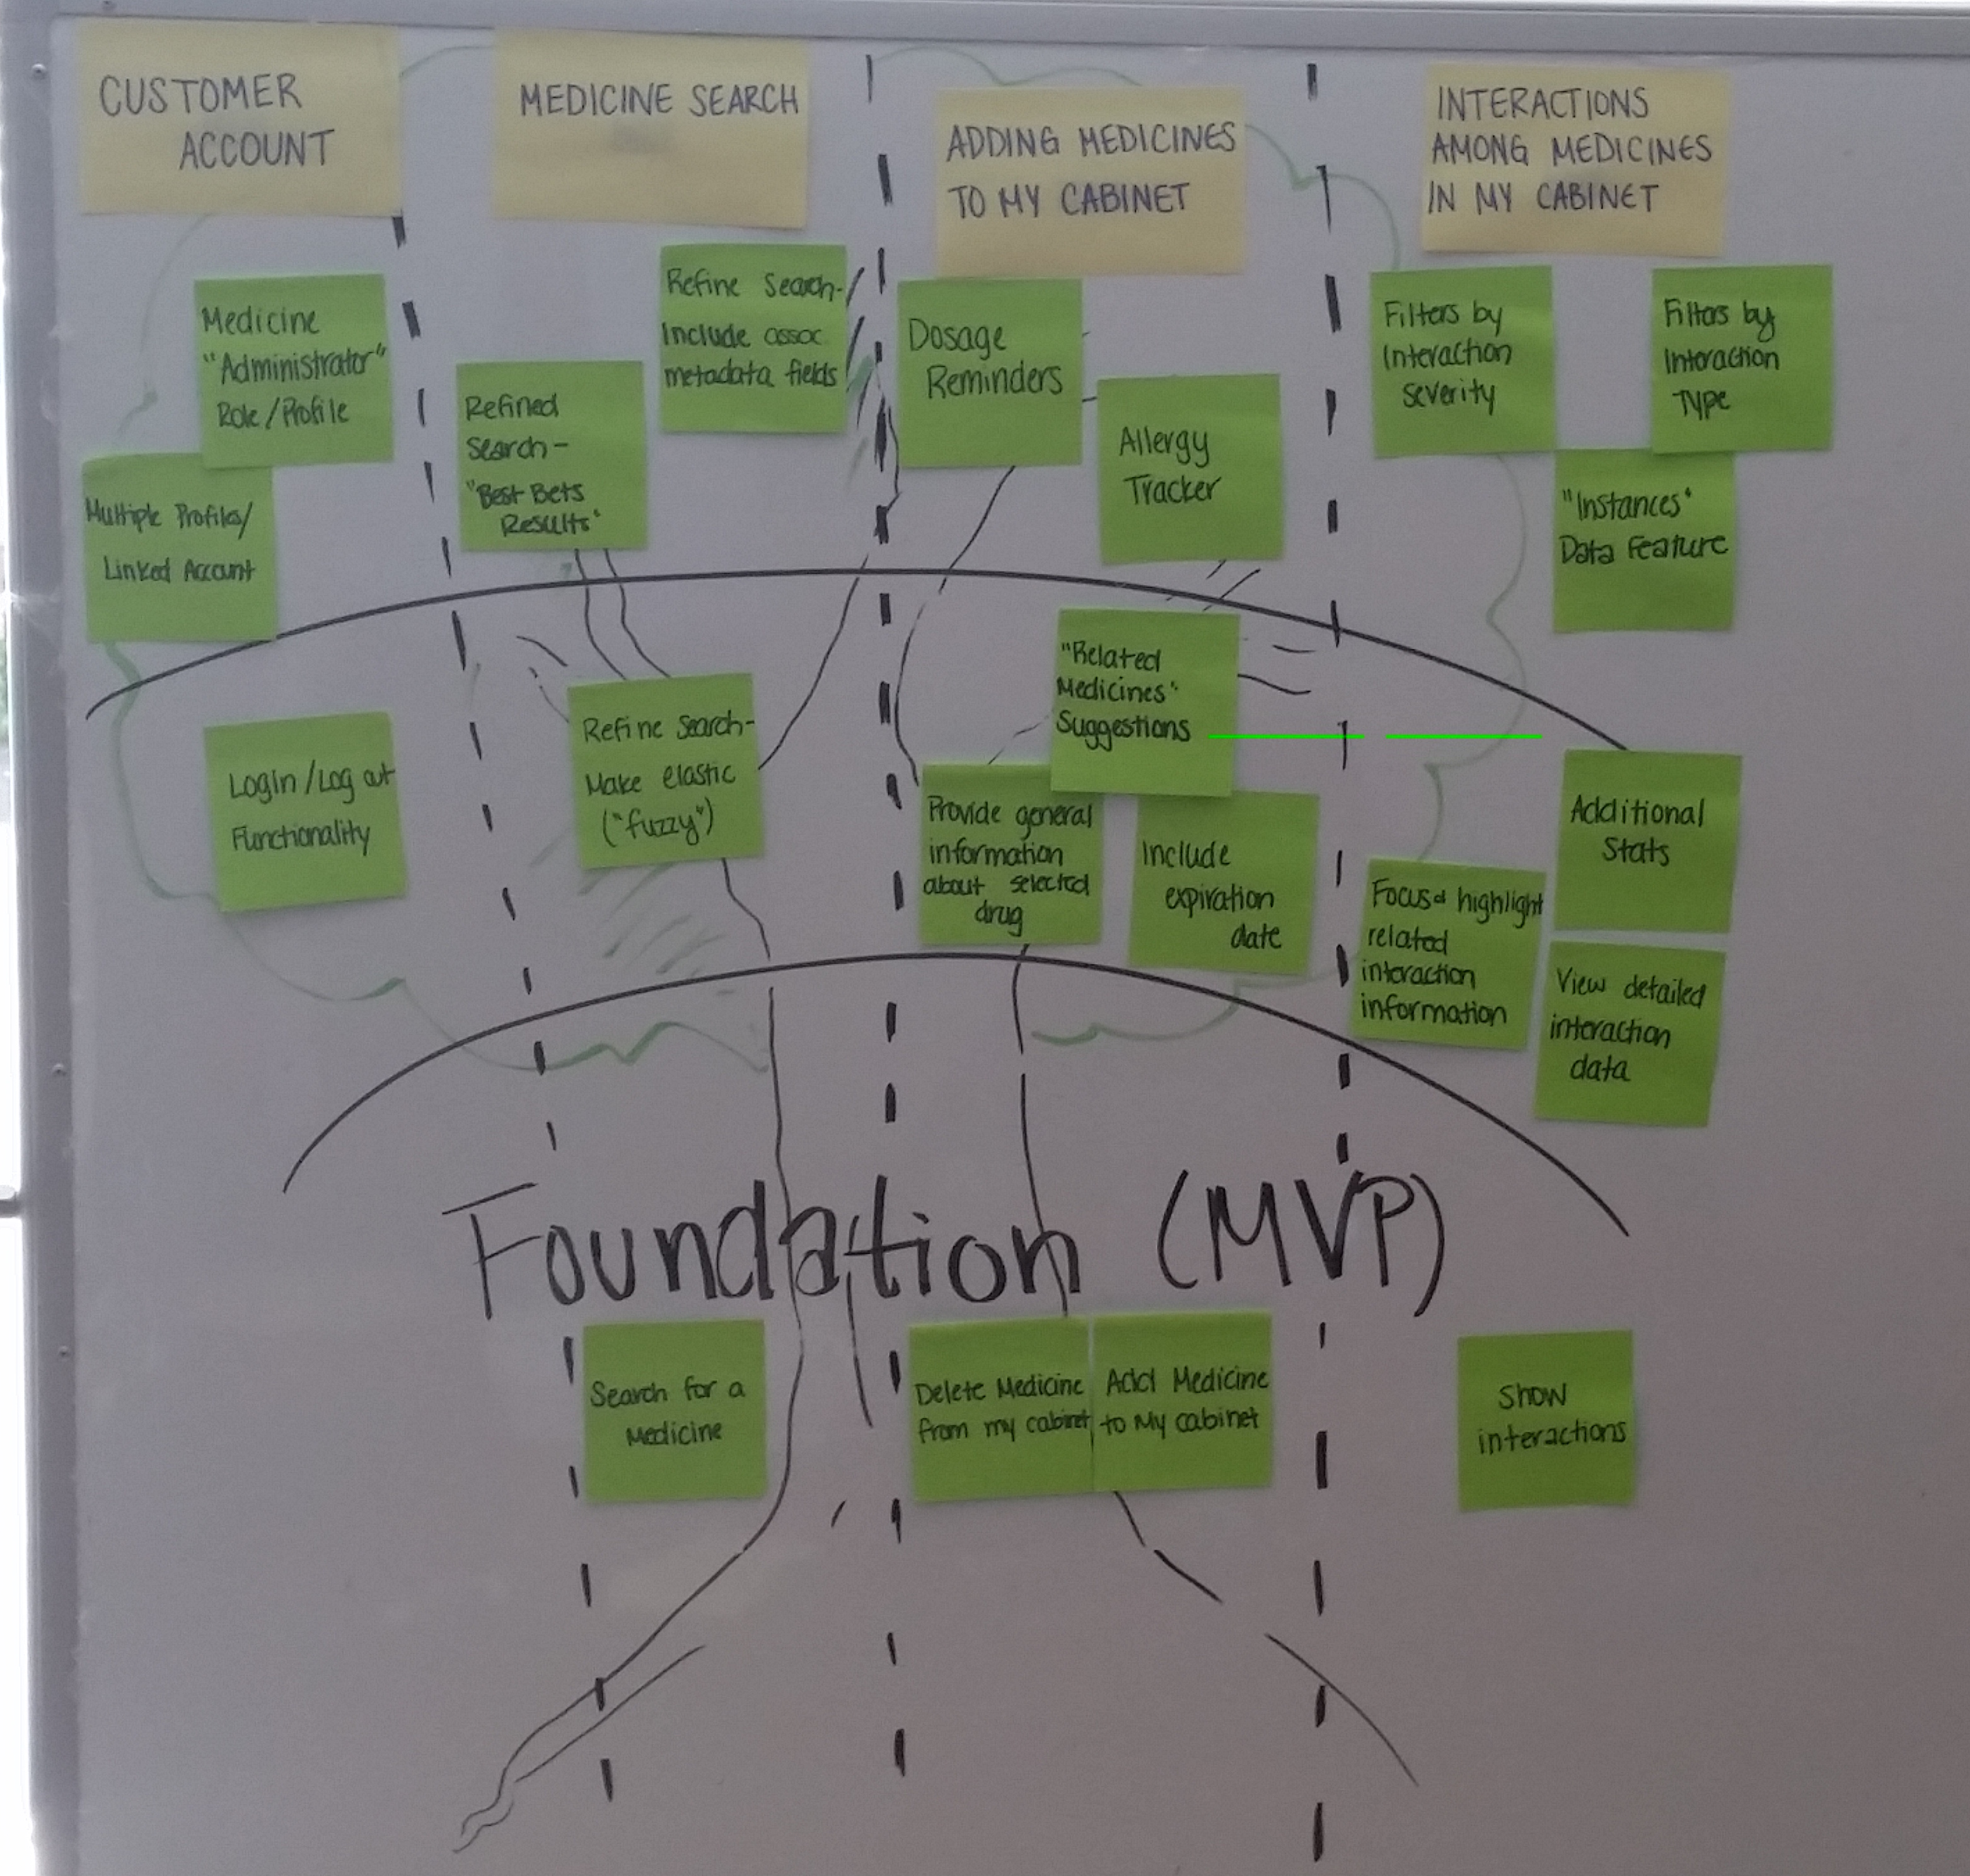 CUSTOMER
ACCOUNT
MEDICINE SEARCH
ADDING MEDICINES
TO MY CABINET
INTERACTIONS
AMONG MEDICINES
IN MY CABINET
Medicine
"Administrator"
Role/Profile
Multiple Profiles/
Linked Account
Refined
Search-
"Best Bets
Results"
Refine Search-
Include assoc.
metadata fields
Dosage
Reminders
Allergy
Tracker
Filters by
Interaction
Severity
Filters by
Interaction
Type
"Instances"
Data Feature
Login/Log out
Functionality
Refine Search-
Make elastic
("fuzzy")
"Related
Medicines"
Suggestions
Provide general
information
about selected
drug
Include
expiration
date
Additional
Stats
Focus & highlight
related
interaction
information
View detailed
interaction
data
Foundation (MVP)
Search for a
Medicine
Delete Medicine
from my cabinet
Add Medicine
to My cabinet
Show
interactions